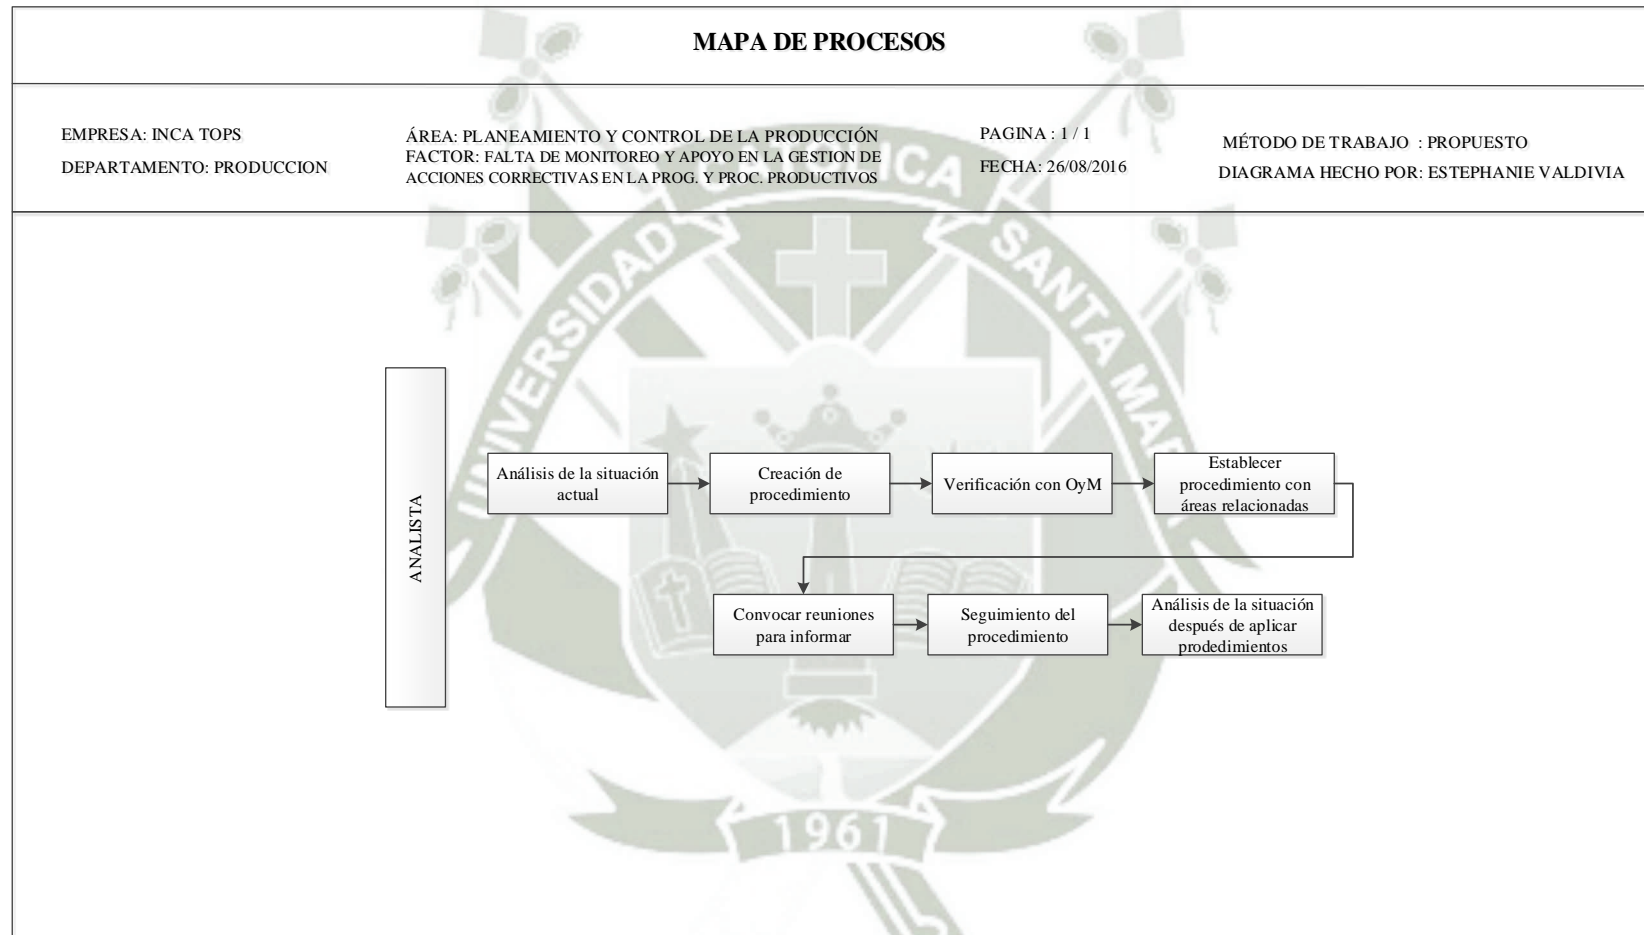 MAPA DE PROCESOS
EMPRESA: INCA TOPS
DEPARTAMENTO: PRODUCCION
ÁREA: PLANEAMIENTO Y CONTROL DE LA PRODUCCIÓN
FACTOR: FALTA DE MONITOREO Y APOYO EN LA GESTION DE
ACCIONES CORRECTIVAS EN LA PROG. Y PROC. PRODUCTIVOS
PAGINA : 1 / 1
FECHA: 26/08/2016
MÉTODO DE TRABAJO : PROPUESTO
DIAGRAMA HECHO POR: ESTEPHANIE VALDIVIA
UNIVERSIDAD CATOLICA SANTA MARIA
ANALISTA
Análisis de la situación
actual
Creación de
procedimiento
Verificación con OyM
Establecer
procedimiento con
áreas relacionadas
Convocar reuniones
para informar
Seguimiento del
procedimiento
Análisis de la situación
después de aplicar
prodedimientos
1961